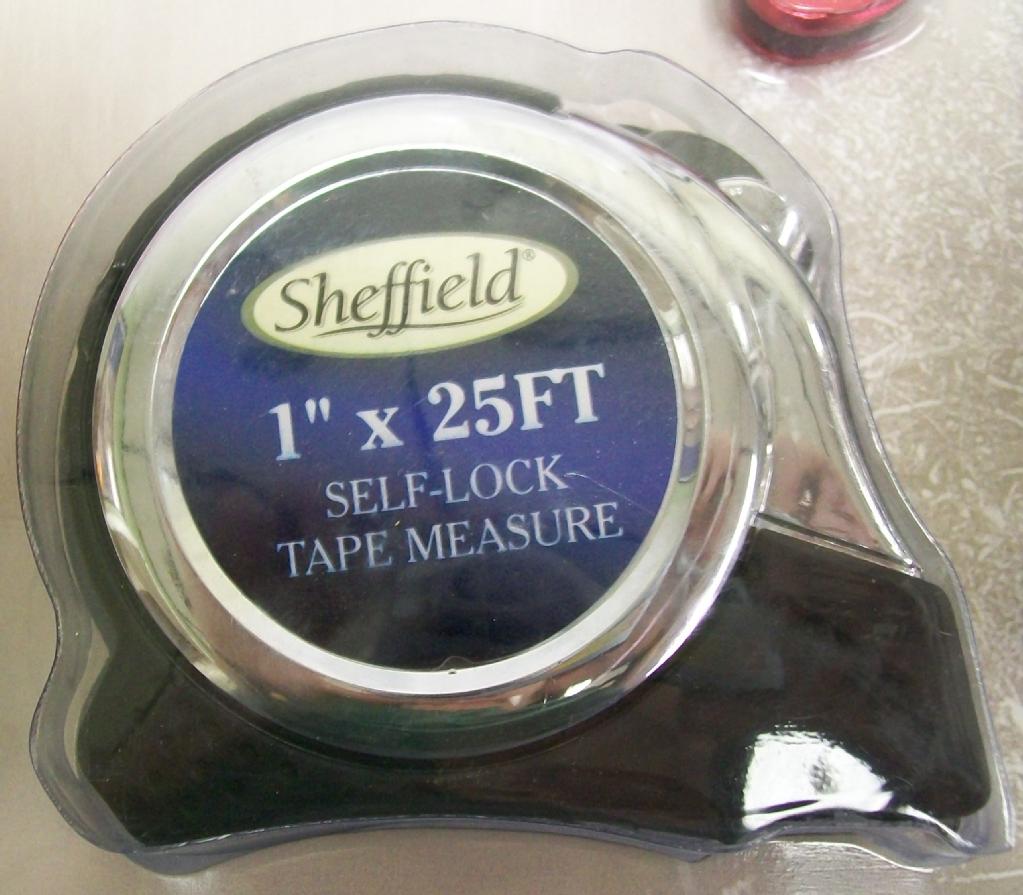 Sheffield®
1" x 25FT
SELF-LOCK
TAPE MEASURE